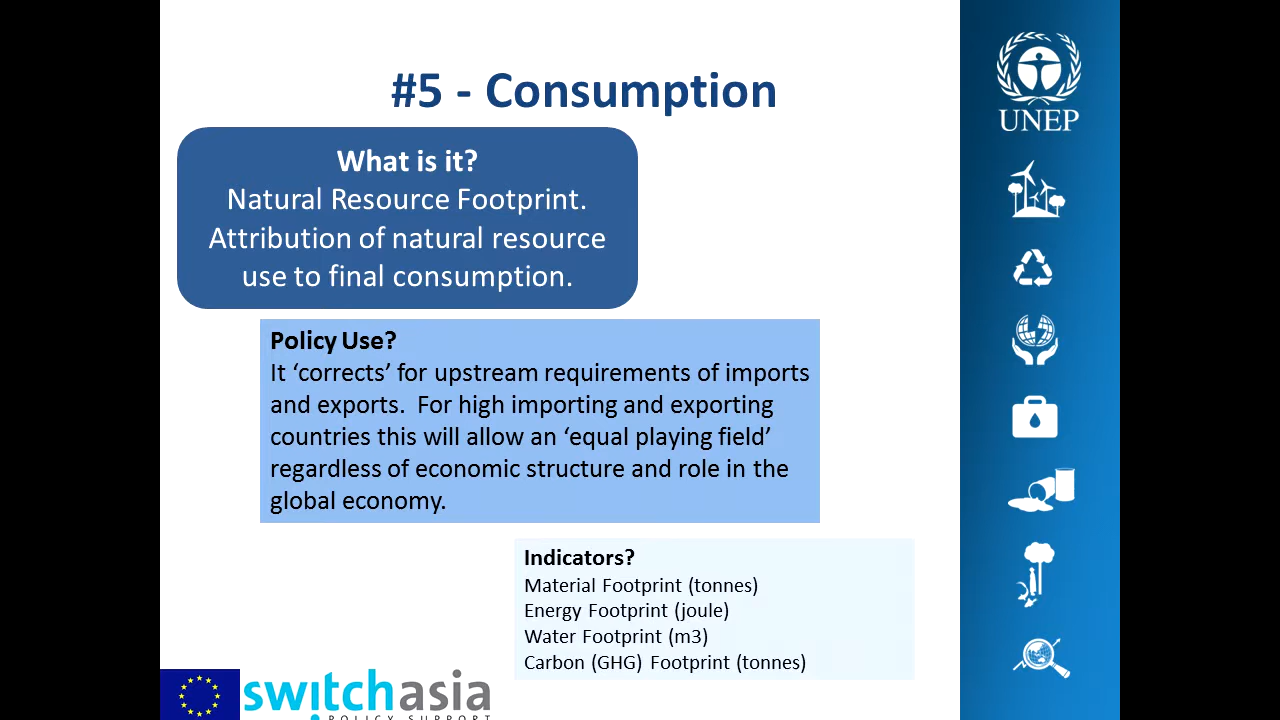 #5 - Consumption
UNEP
What is it?
Natural Resource Footprint.
Attribution of natural resource
use to final consumption.
Policy Use?
It ‘corrects’ for upstream requirements of imports
and exports.  For high importing and exporting
countries this will allow an ‘equal playing field’
regardless of economic structure and role in the
global economy.
Indicators?
Material Footprint (tonnes)
Energy Footprint (joule)
Water Footprint (m3)
Carbon (GHG) Footprint (tonnes)
switchasia
POLICY SUPPORT